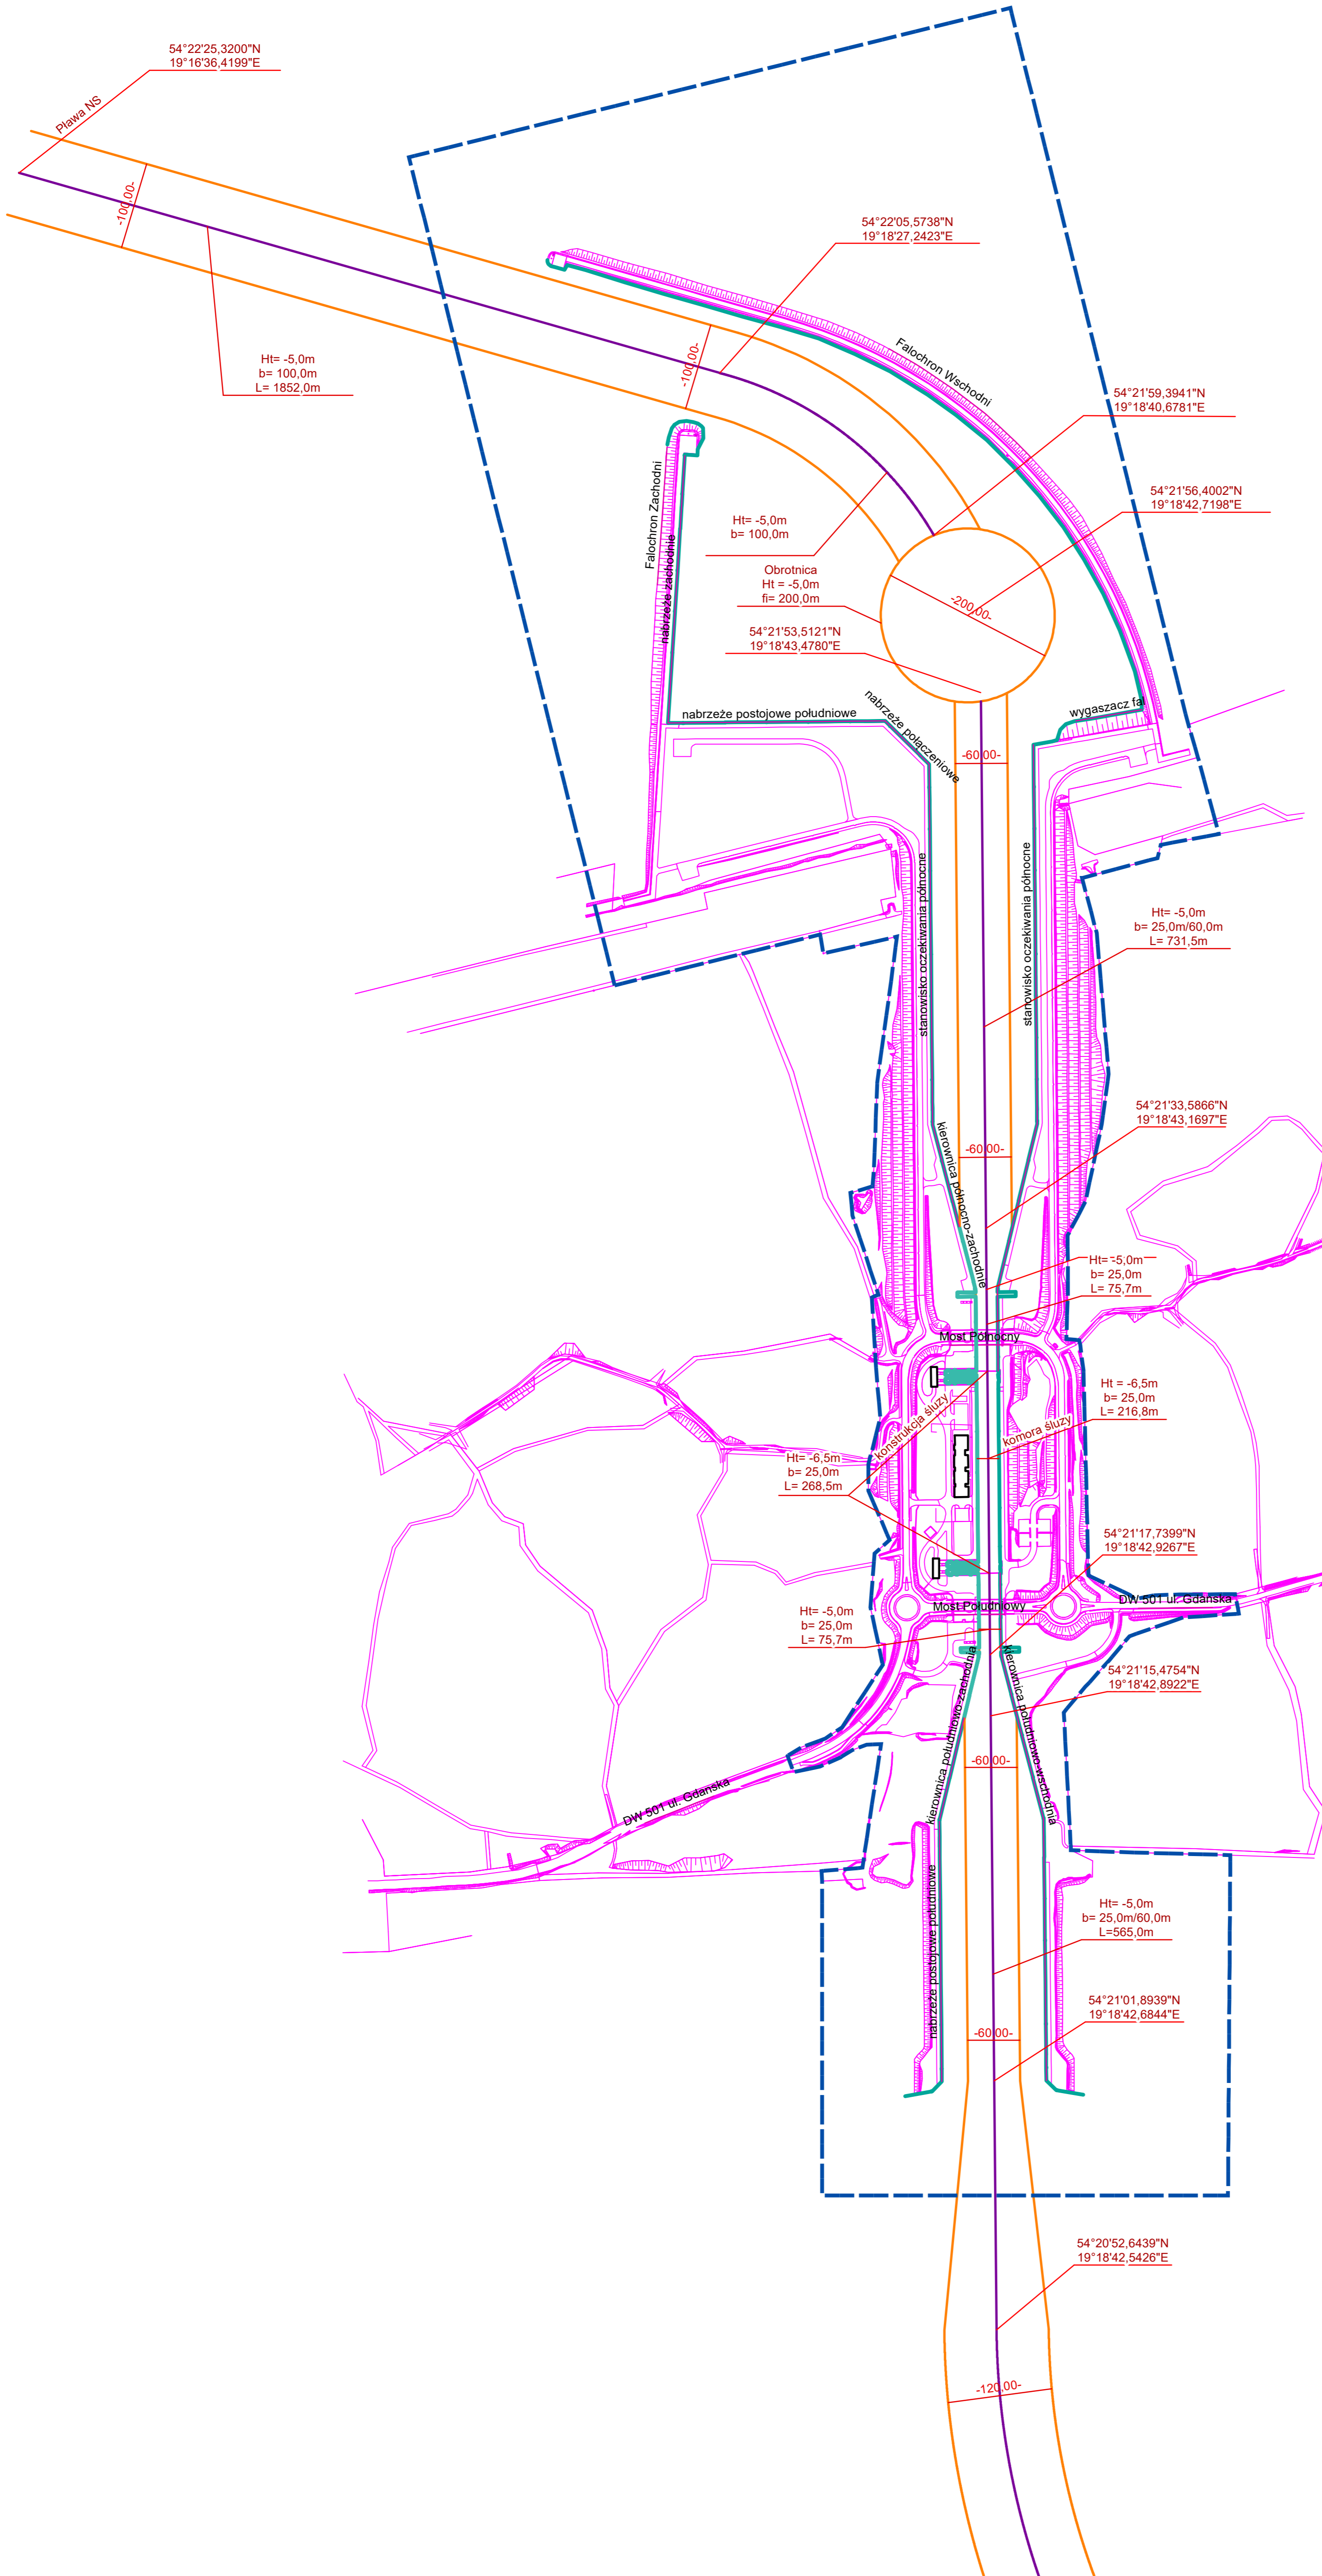 54°22'25,3200"N
19°16'36,4199"E
Pława NS
-100,00-
54°22'05,5738"N
19°18'27,2423"E
Ht= -5,0m
b= 100,0m
L= 1852,0m
-100,00-
Falochron Wschodni
54°21'59,3941"N
19°18'40,6781"E
Falochron Zachodni
nabrzeże zachodnie
54°21'56,4002"N
19°18'42,7198"E
Ht= -5,0m
b= 100,0m
Obrotnica
Ht = -5,0m
fi= 200,0m
-200,00-
54°21'53,5121"N
19°18'43,4780"E
nabrzeże postojowe południowe
nabrzeże połączeniowe
wygaszacz fal
-60,00-
stanowisko oczekiwania północne
stanowisko oczekiwania północne
Ht= -5,0m
b= 25,0m/60,0m
L= 731,5m
54°21'33,5866"N
19°18'43,1697"E
-60,00-
kierownica północno-zachodnie
Ht= -5,0m
b= 25,0m
L= 75,7m
Most Północny
Ht = -6,5m
b= 25,0m
L= 216,8m
konstrukcja śluzy
komora śluzy
Ht= -6,5m
b= 25,0m
L= 268,5m
54°21'17,7399"N
19°18'42,9267"E
Most Południowy
DW 501 ul. Gdańska
Ht= -5,0m
b= 25,0m
L= 75,7m
kierownica południowo-zachodnia
kierownica południowo-wschodnia
54°21'15,4754"N
19°18'42,8922"E
-60,00-
DW 501 ul. Gdańska
nabrzeże postojowe południowe
Ht= -5,0m
b= 25,0m/60,0m
L=565,0m
54°21'01,8939"N
19°18'42,6844"E
-60,00-
54°20'52,6439"N
19°18'42,5426"E
-120,00-